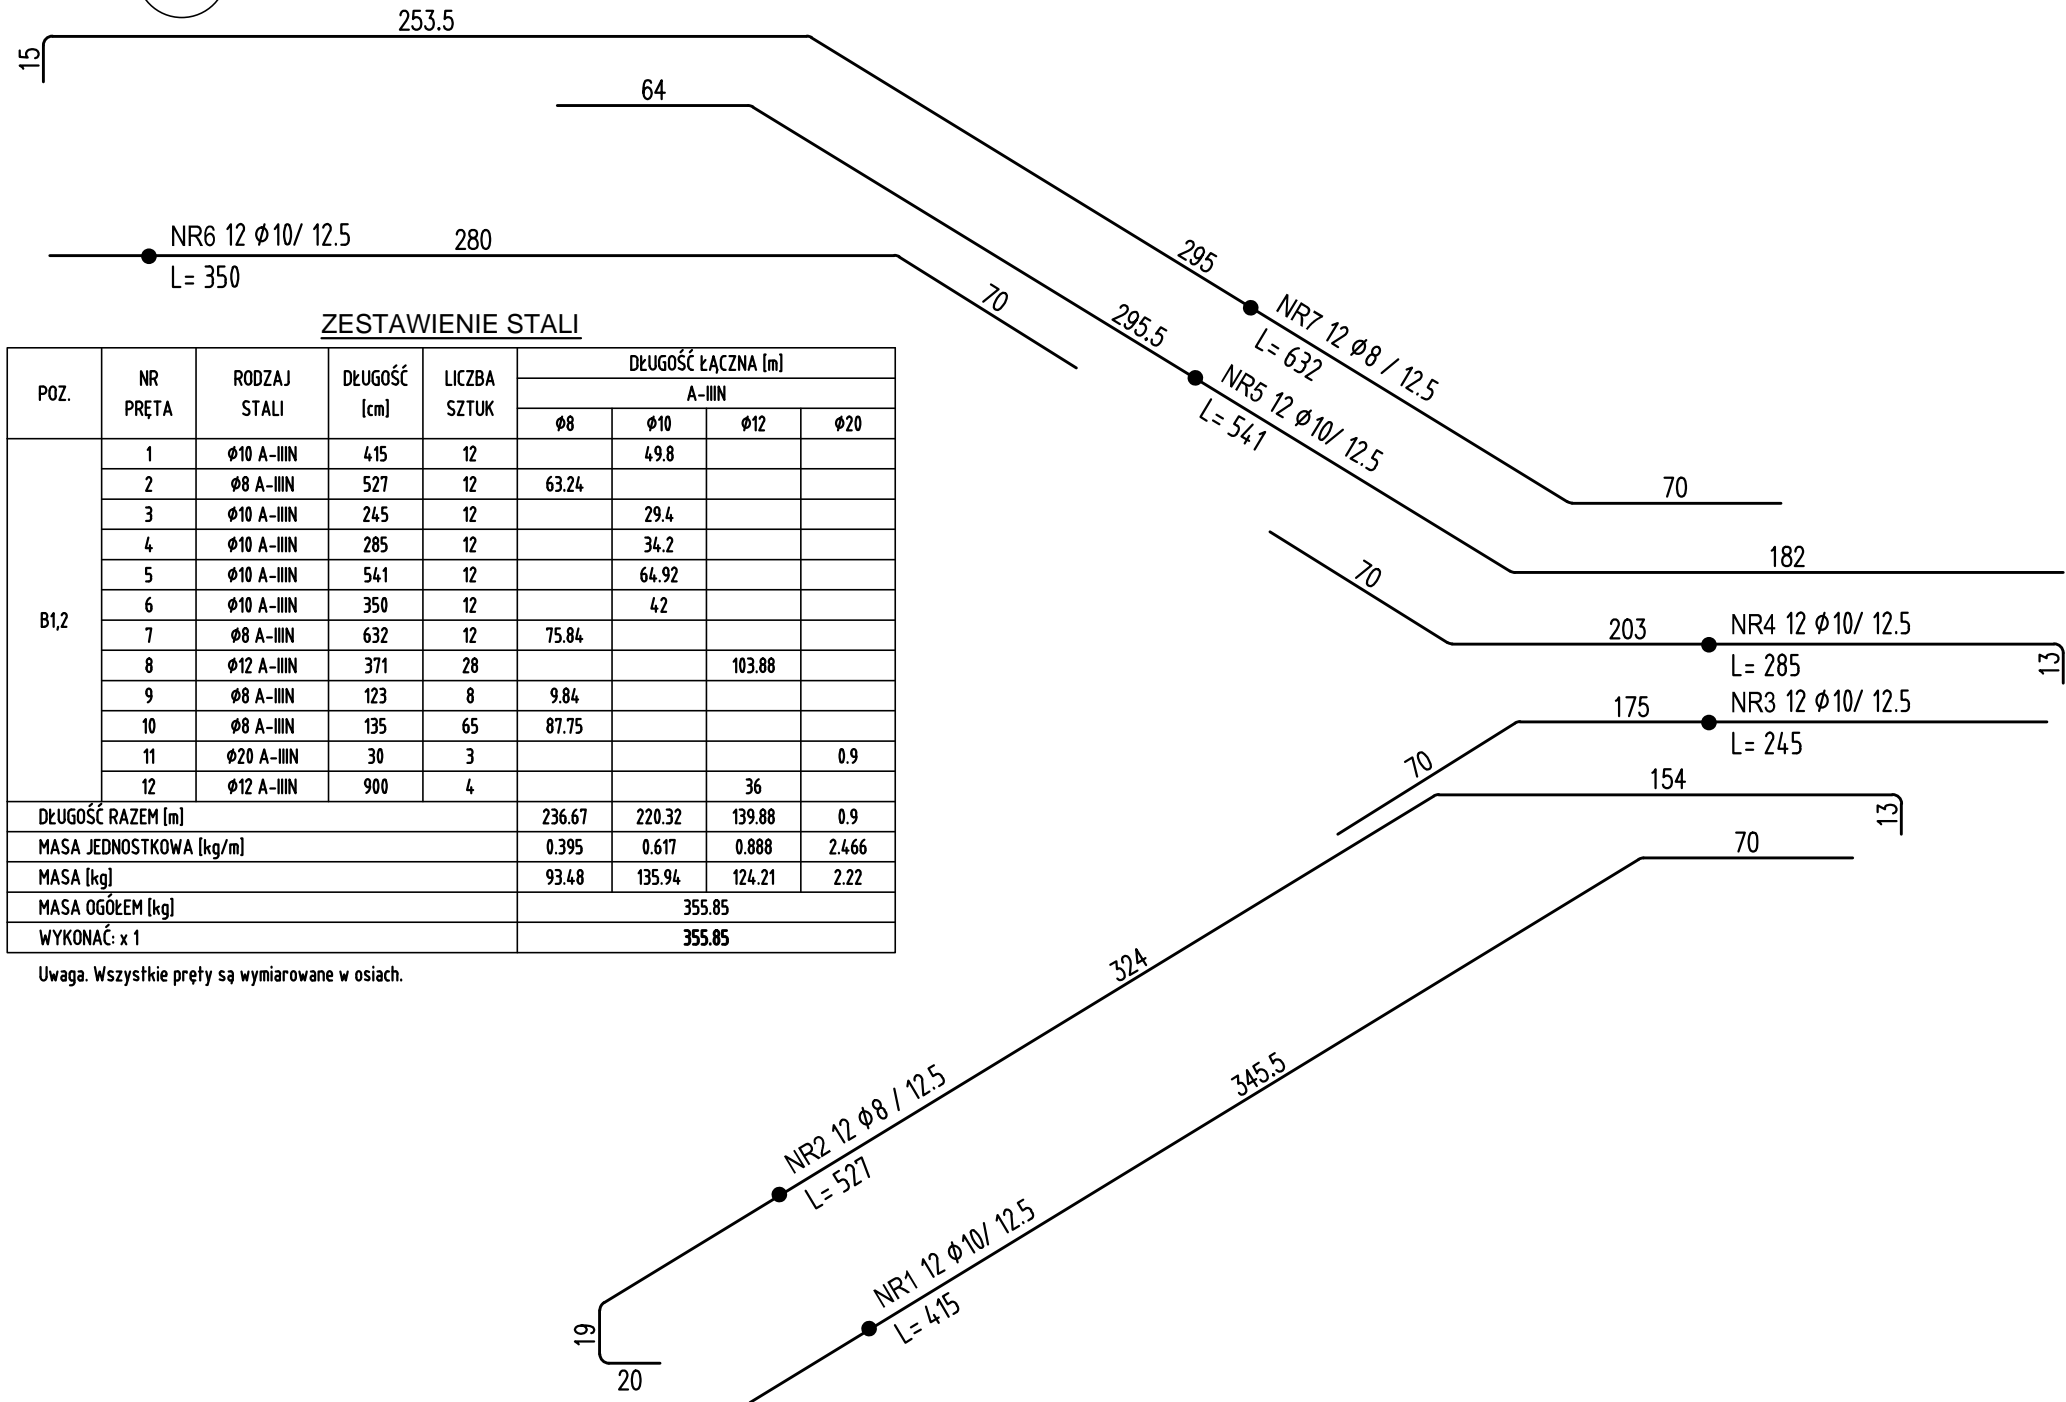 253.5
15
64
NR6 12 ϕ10/ 12.5
280
L= 350
70
295
NR7 12 ϕ8 / 12.5
L= 632
295.5
NR5 12 ϕ10/ 12.5
L= 541
70
182
70
203
NR4 12 ϕ10/ 12.5
L= 285
13
175
NR3 12 ϕ10/ 12.5
L= 245
70
154
13
70
324
NR2 12 ϕ8 / 12.5
L= 527
345.5
NR1 12 ϕ10/ 12.5
L= 415
19
20
ZESTAWIENIE STALI
POZ. NR PRĘTA RODZAJ STALI DŁUGOŚĆ [cm] LICZBA SZTUK DŁUGOŚĆ ŁĄCZNA [m]
A-IIIN
ϕ8 ϕ10 ϕ12 ϕ20
B1,2
1 ϕ10 A-IIIN 415 12 49.8
2 ϕ8 A-IIIN 527 12 63.24
3 ϕ10 A-IIIN 245 12 29.4
4 ϕ10 A-IIIN 285 12 34.2
5 ϕ10 A-IIIN 541 12 64.92
6 ϕ10 A-IIIN 350 12 42
7 ϕ8 A-IIIN 632 12 75.84
8 ϕ12 A-IIIN 371 28 103.88
9 ϕ8 A-IIIN 123 8 9.84
10 ϕ8 A-IIIN 135 65 87.75
11 ϕ20 A-IIIN 30 3 0.9
12 ϕ12 A-IIIN 900 4 36
DŁUGOŚĆ RAZEM [m] 236.67 220.32 139.88 0.9
MASA JEDNOSTKOWA [kg/m] 0.395 0.617 0.888 2.466
MASA [kg] 93.48 135.94 124.21 2.22
MASA OGÓŁEM [kg] 355.85
WYKONAĆ: x 1 355.85
Uwaga. Wszystkie pręty są wymiarowane w osiach.